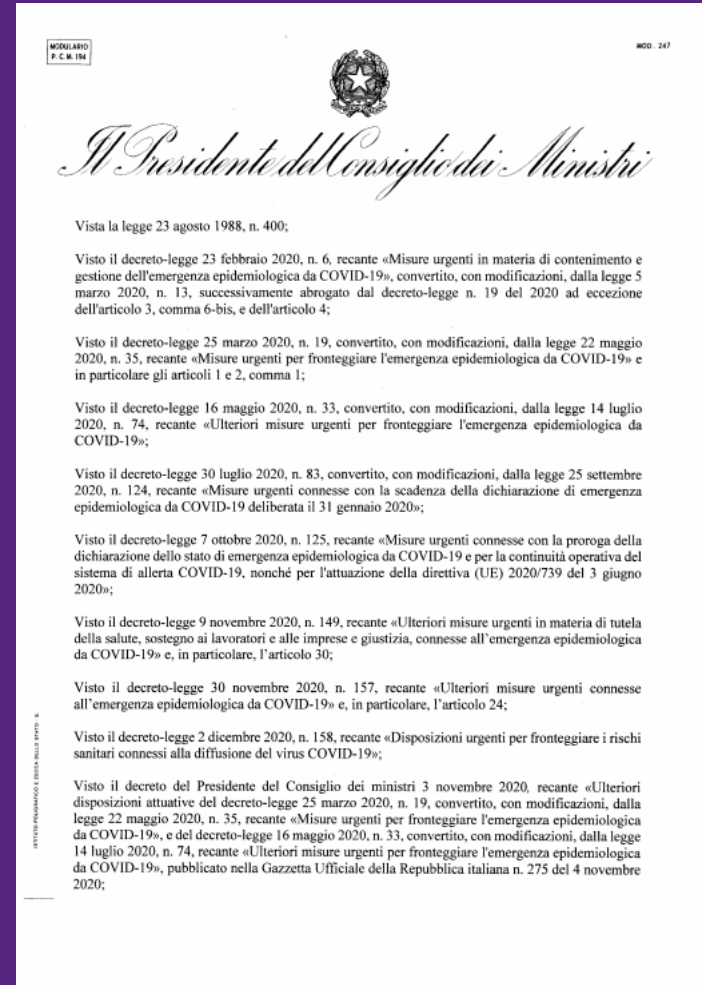 MODULARIO
P. C. M. 194
MOD. 247
Il Presidente del Consiglio dei Ministri
Vista la legge 23 agosto 1988, n. 400;
Visto il decreto-legge 23 febbraio 2020, n. 6, recante «Misure urgenti in materia di contenimento e
gestione dell'emergenza epidemiologica da COVID-19», convertito, con modificazioni, dalla legge 5
marzo 2020, n. 13, successivamente abrogato dal decreto-legge n. 19 del 2020 ad eccezione
dell'articolo 3, comma 6-bis, e dell'articolo 4;
Visto il decreto-legge 25 marzo 2020, n. 19, convertito, con modificazioni, dalla legge 22 maggio
2020, n. 35, recante «Misure urgenti per fronteggiare l'emergenza epidemiologica da COVID-19» e
in particolare gli articoli 1 e 2, comma 1;
Visto il decreto-legge 16 maggio 2020, n. 33, convertito, con modificazioni, dalla legge 14 luglio
2020, n. 74, recante «Ulteriori misure urgenti per fronteggiare l'emergenza epidemiologica da
COVID-19»;
Visto il decreto-legge 30 luglio 2020, n. 83, convertito, con modificazioni, dalla legge 25 settembre
2020, n. 124, recante «Misure urgenti connesse con la scadenza della dichiarazione di emergenza
epidemiologica da COVID-19 deliberata il 31 gennaio 2020»;
Visto il decreto-legge 7 ottobre 2020, n. 125, recante «Misure urgenti connesse con la proroga della
dichiarazione dello stato di emergenza epidemiologica da COVID-19 e per la continuità operativa del
sistema di allerta COVID-19, nonché per l'attuazione della direttiva (UE) 2020/739 del 3 giugno
2020»;
Visto il decreto-legge 9 novembre 2020, n. 149, recante «Ulteriori misure urgenti in materia di tutela
della salute, sostegno ai lavoratori e alle imprese e giustizia, connesse all'emergenza epidemiologica
da COVID-19» e, in particolare, l'articolo 30;
Visto il decreto-legge 30 novembre 2020, n. 157, recante «Ulteriori misure urgenti connesse
all'emergenza epidemiologica da COVID-19» e, in particolare, l'articolo 24;
Visto il decreto-legge 2 dicembre 2020, n. 158, recante «Disposizioni urgenti per fronteggiare i rischi
sanitari connessi alla diffusione del virus COVID-19»;
Visto il decreto del Presidente del Consiglio dei ministri 3 novembre 2020, recante «Ulteriori
disposizioni attuative del decreto-legge 25 marzo 2020, n. 19, convertito, con modificazioni, dalla
legge 22 maggio 2020, n. 35, recante «Misure urgenti per fronteggiare l'emergenza epidemiologica
da COVID-19», e del decreto-legge 16 maggio 2020, n. 33, convertito, con modificazioni, dalla legge
14 luglio 2020, n. 74, recante «Ulteriori misure urgenti per fronteggiare l'emergenza epidemiologica
da COVID-19», pubblicato nella Gazzetta Ufficiale della Repubblica italiana n. 275 del 4 novembre
2020;
ISTITUTO POLIGRAFICO E ZECCA DELLO STATO - S.